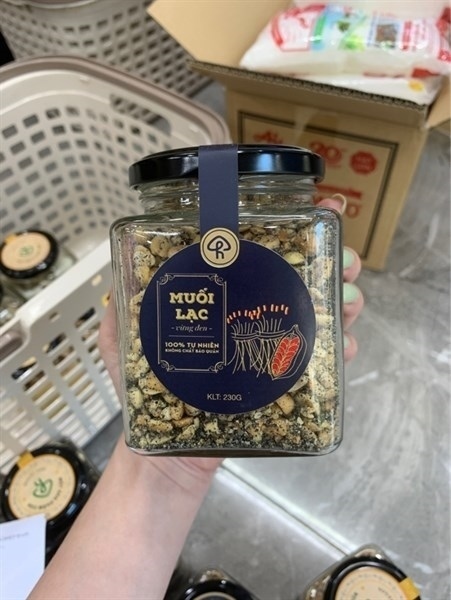 MUỐI
LẠC
- vừng đen -
100% TỰ NHIÊN
KHÔNG CHẤT BẢO QUẢN
KLT: 230G